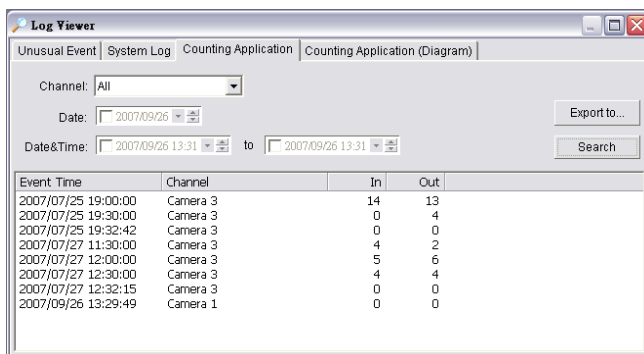 Log Viewer
Unusual Event System Log Counting Application Counting Application (Diagram)
Channel: All
Date: 2007/09/26
Export to...
Date&Time: 2007/09/26 13:31 to 2007/09/26 13:31
Search
Event Time Channel In Out
2007/07/25 19:00:00 Camera 3 14 13
2007/07/25 19:30:00 Camera 3 0 4
2007/07/25 19:32:42 Camera 3 0 0
2007/07/27 11:30:00 Camera 3 4 2
2007/07/27 12:00:00 Camera 3 5 6
2007/07/27 12:30:00 Camera 3 4 4
2007/07/27 12:32:15 Camera 3 0 0
2007/09/26 13:29:49 Camera 1 0 0